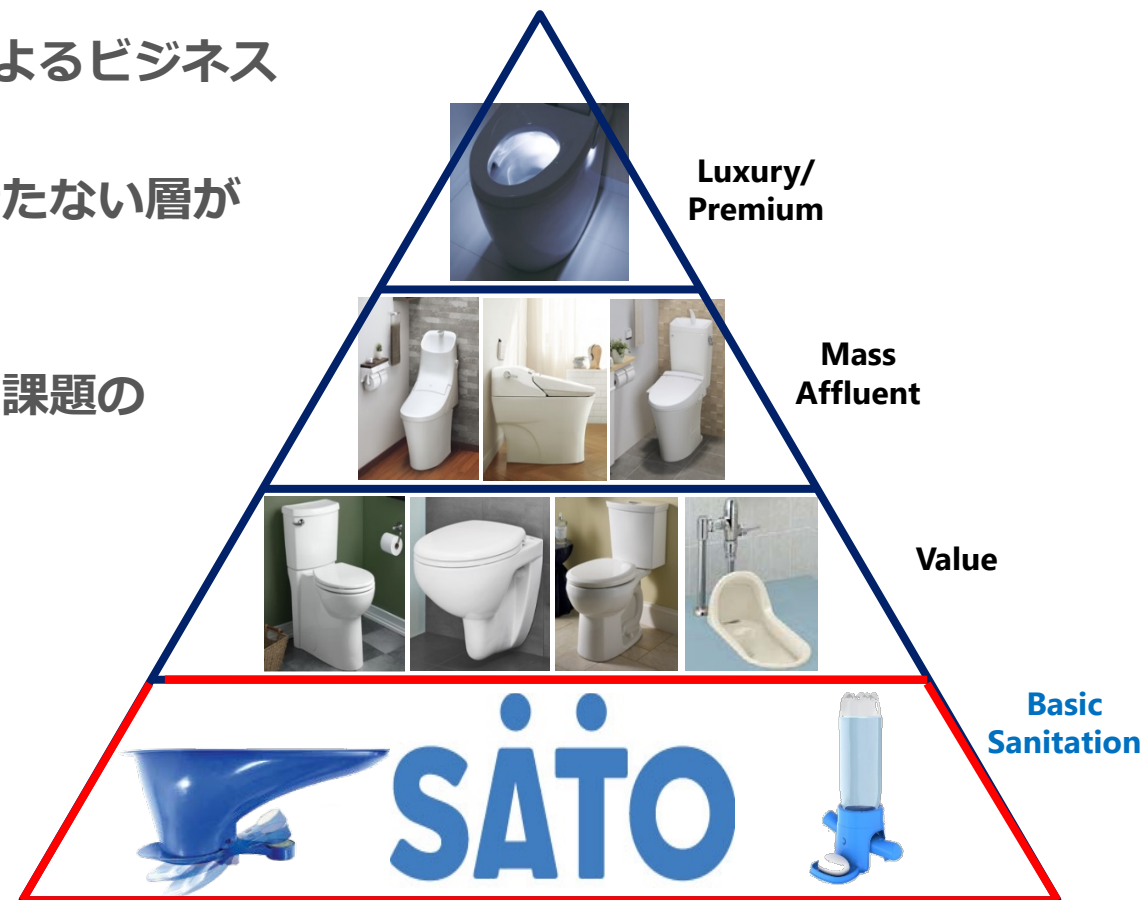 よるビジネス
たない層が
課題の
Luxury/
Premium
Mass
Affluent
Value
Basic
Sanitation
SATO